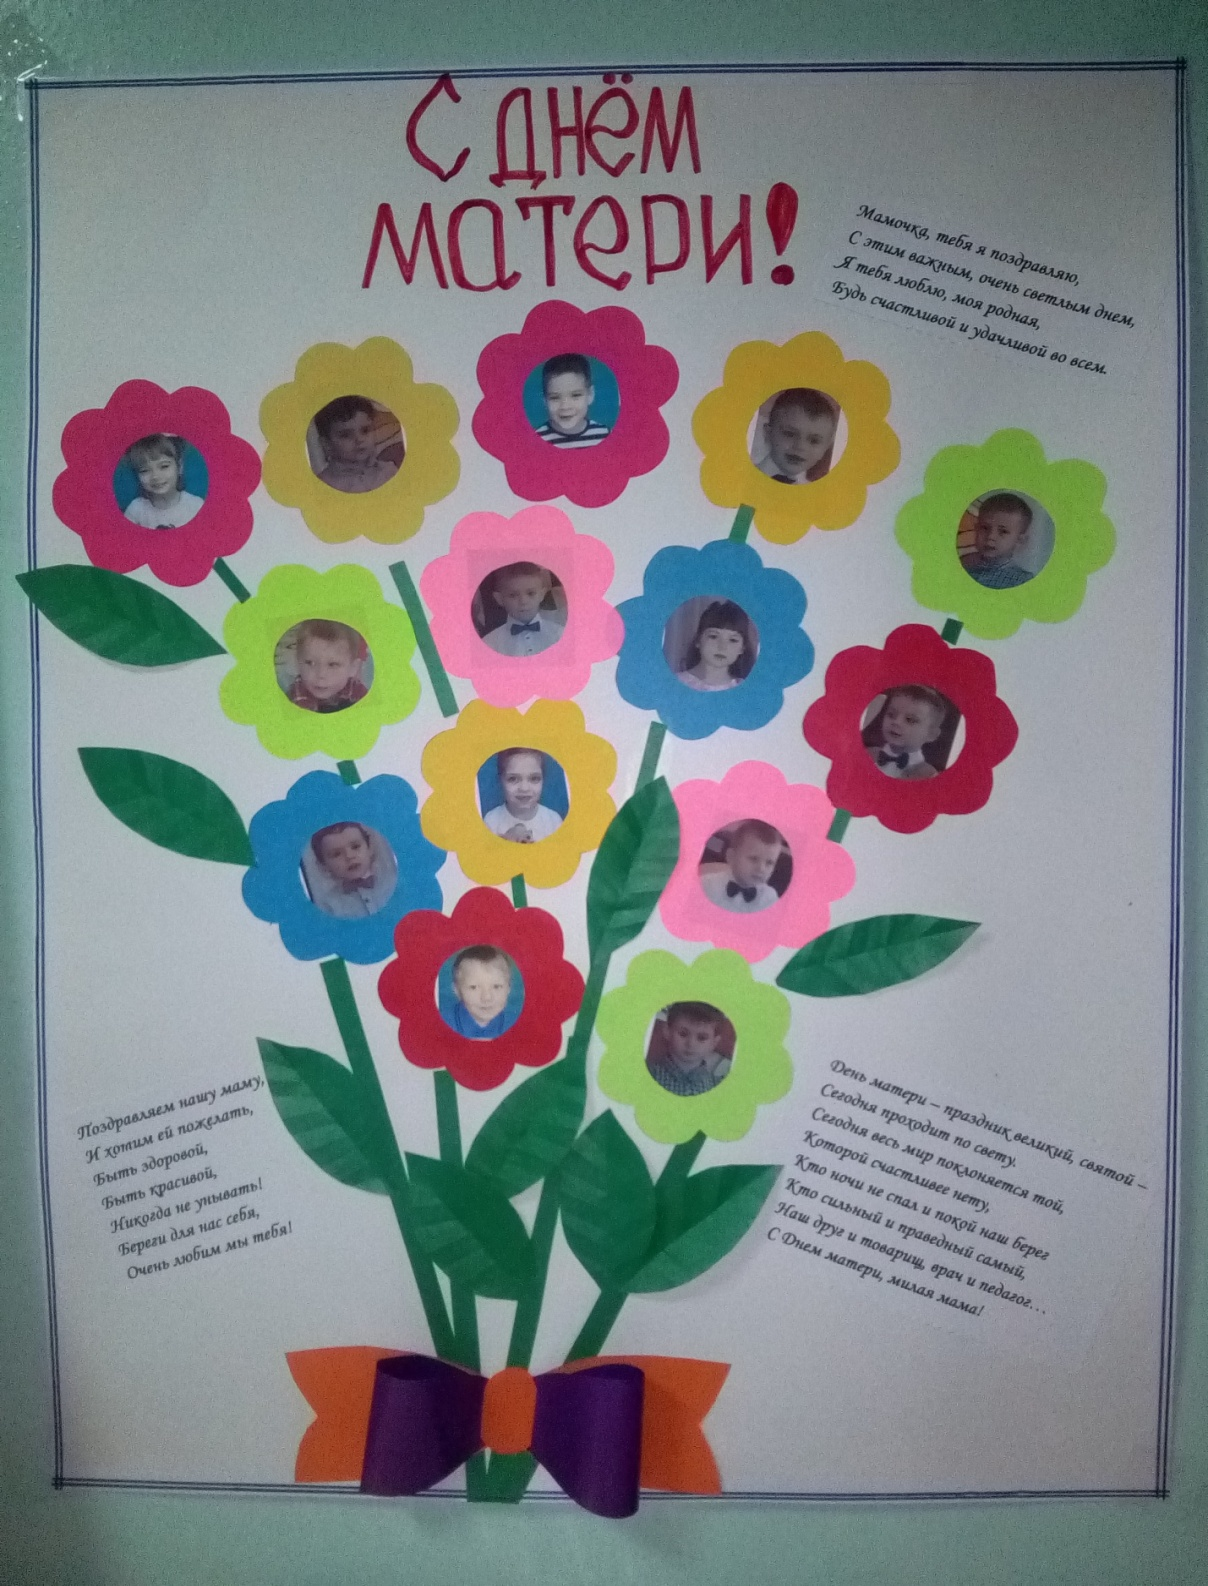 С днём
матери!
Мамочка, тебя я поздравляю,
С этим важным, очень светлым днем,
Я тебя люблю, моя родная,
Будь счастливой и удачливой во всем.
Поздравляем нашу маму,
И хотим ей пожелать,
Быть здоровой,
Быть красивой,
Никогда не унывать!
Береги для нас себя,
Очень любим мы тебя!
День матери – праздник великий, святой –
Сегодня проходит по свету.
Сегодня весь мир поклоняется той,
Которой счастливее нету,
Кто ночи не спал и покой наш берег
Кто сильный и праведный самый,
Наш друг и товарищ, врач и педагог…
С Днем матери, милая мама!